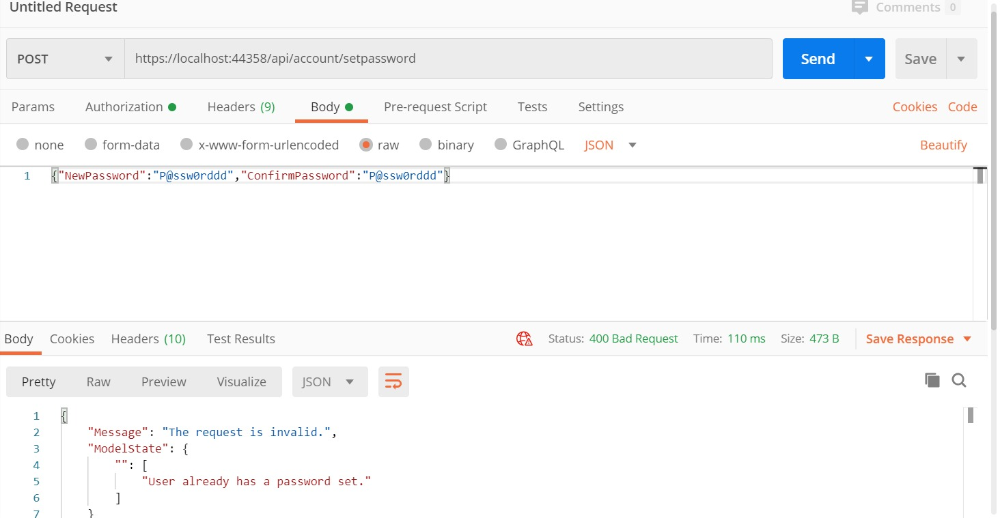 Untitled Request
Comments 0
POST
https://localhost:44358/api/account/setpassword
Send
Save
Params Authorization Headers (9) Body Pre-request Script Tests Settings Cookies Code
none form-data x-www-form-urlencoded raw binary GraphQL JSON Beautify
1 {"NewPassword":"P@ssw0rddd","ConfirmPassword":"P@ssw0rddd"}
Body Cookies Headers (10) Test Results Status: 400 Bad Request Time: 110 ms Size: 473 B Save Response
Pretty Raw Preview Visualize JSON
1 {
2 "Message": "The request is invalid.",
3 "ModelState": {
4 "": [
5 "User already has a password set."
6 ]
7 }